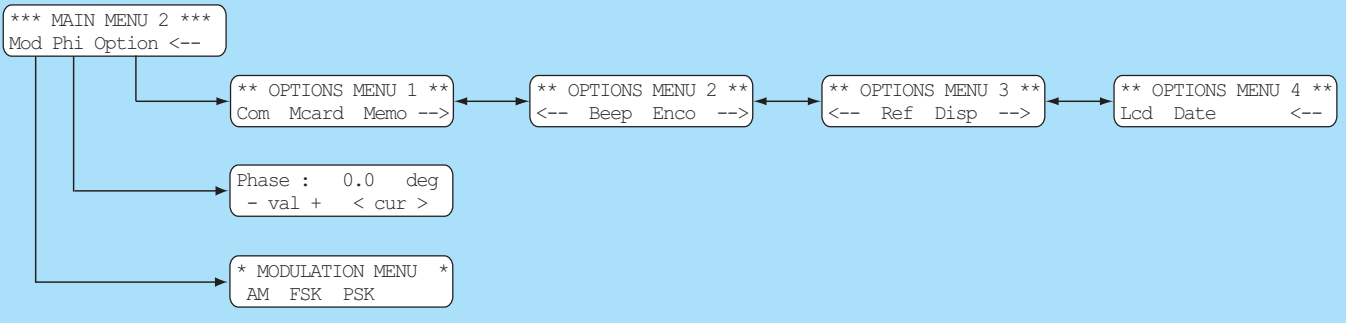 *** MAIN MENU 2 ***
Mod Phi Option <--
** OPTIONS MENU 1 **
Com Mcard Memo -->
** OPTIONS MENU 2 **
<-- Beep Enco -->
** OPTIONS MENU 3 **
<-- Ref Disp -->
** OPTIONS MENU 4 **
Lcd Date <--
Phase : 0.0 deg
- val + < cur >
* MODULATION MENU *
AM FSK PSK